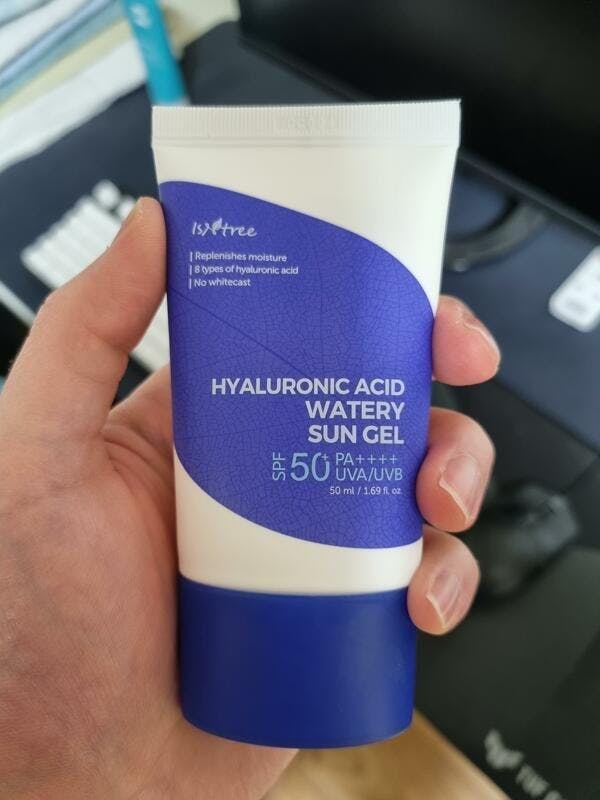 Isntree
Replenishes moisture
8 types of hyaluronic acid
No whitecast
HYALURONIC ACID
WATERY
SUN GEL
SPF 50+ PA++++
UVA/UVB
50 ml / 1.69 fl. oz.
TUF